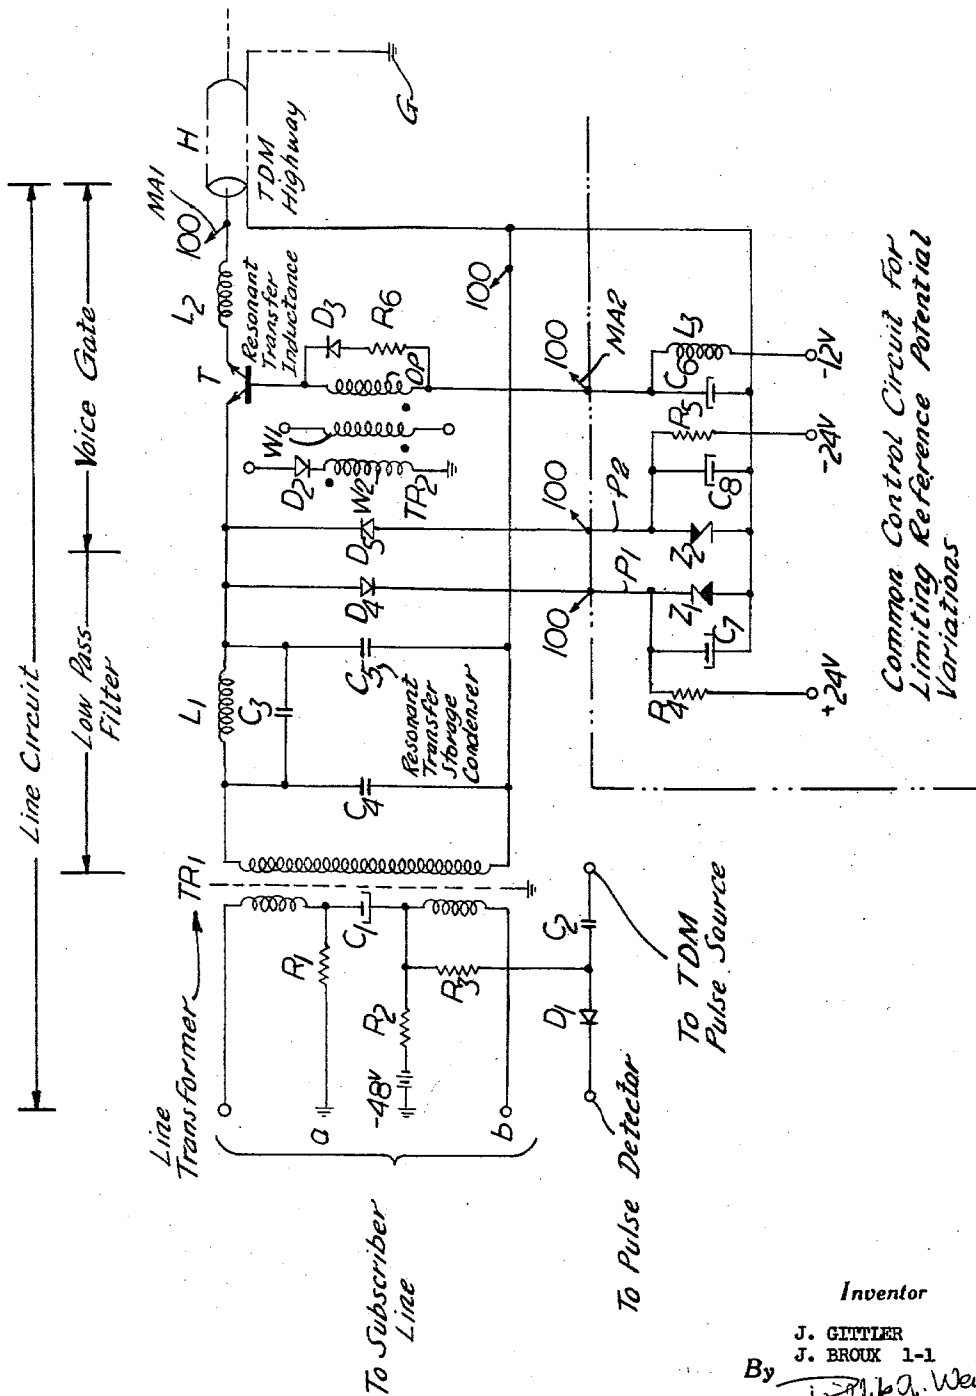 Line Circuit
Low Pass
Filter
Voice Gate
Line
Transformer
TR1
L1
C3
C4
C5
Resonant
Transfer
Storage
Condenser
D4
D5
D2
W2
TR2
W1
OP
T
D3
R6
L2
Resonant
Transfer
Inductance
100
MA1
H
TDM
Highway
G
To Subscriber
Line
a
b
R1
C1
R2
-48V
R3
D1
C2
To Pulse Detector
To TDM
Pulse Source
100
100
100
100
MA2
P1
P2
R4
+24V
C7
Z1
Z2
C8
R5
-24V
C6
L3
-12V
Common Control Circuit For
Limiting Reference Potential
Variations
Inventor
J. GITTLER
J. BROUX 1-1
By